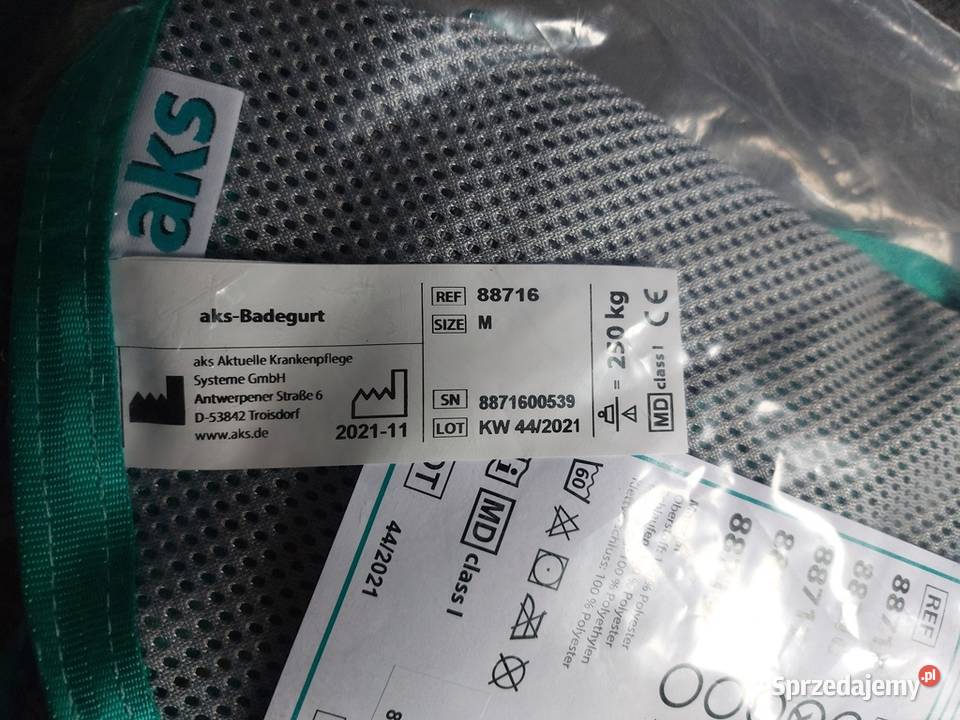 aks
aks-Badegurt
aks Aktuelle Krankenpflege
Systeme GmbH
Antwerpener Straße 6
D-53842 Troisdorf
www.aks.de
2021-11
REF 88716
SIZE M
SN 8871600539
LOT KW 44/2021
= 250 kg
MD class I
CE
44/2021
MD class I
60
100 % Polyester
100 % Polyethylen
100 % Polyester
REF
Sprzedajemy.pl